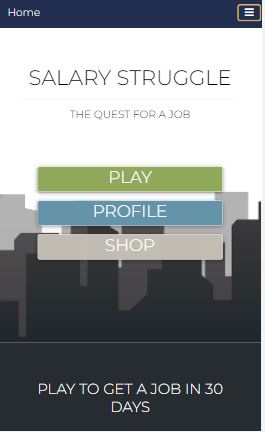 Home
SALARY STRUGGLE
THE QUEST FOR A JOB
PLAY
PROFILE
SHOP
PLAY TO GET A JOB IN 30
DAYS